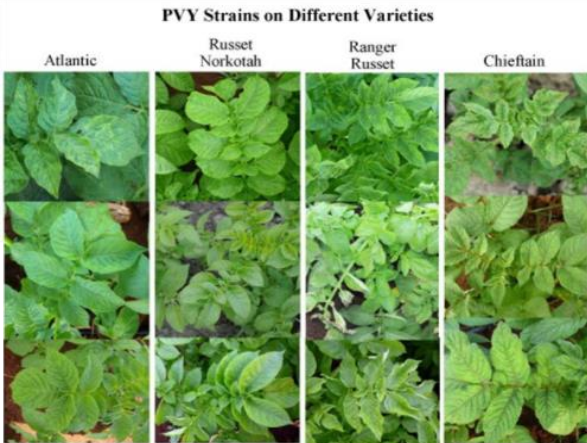 PVY Strains on Different Varieties
Atlantic
Russet
Norkotah
Ranger
Russet
Chieftain